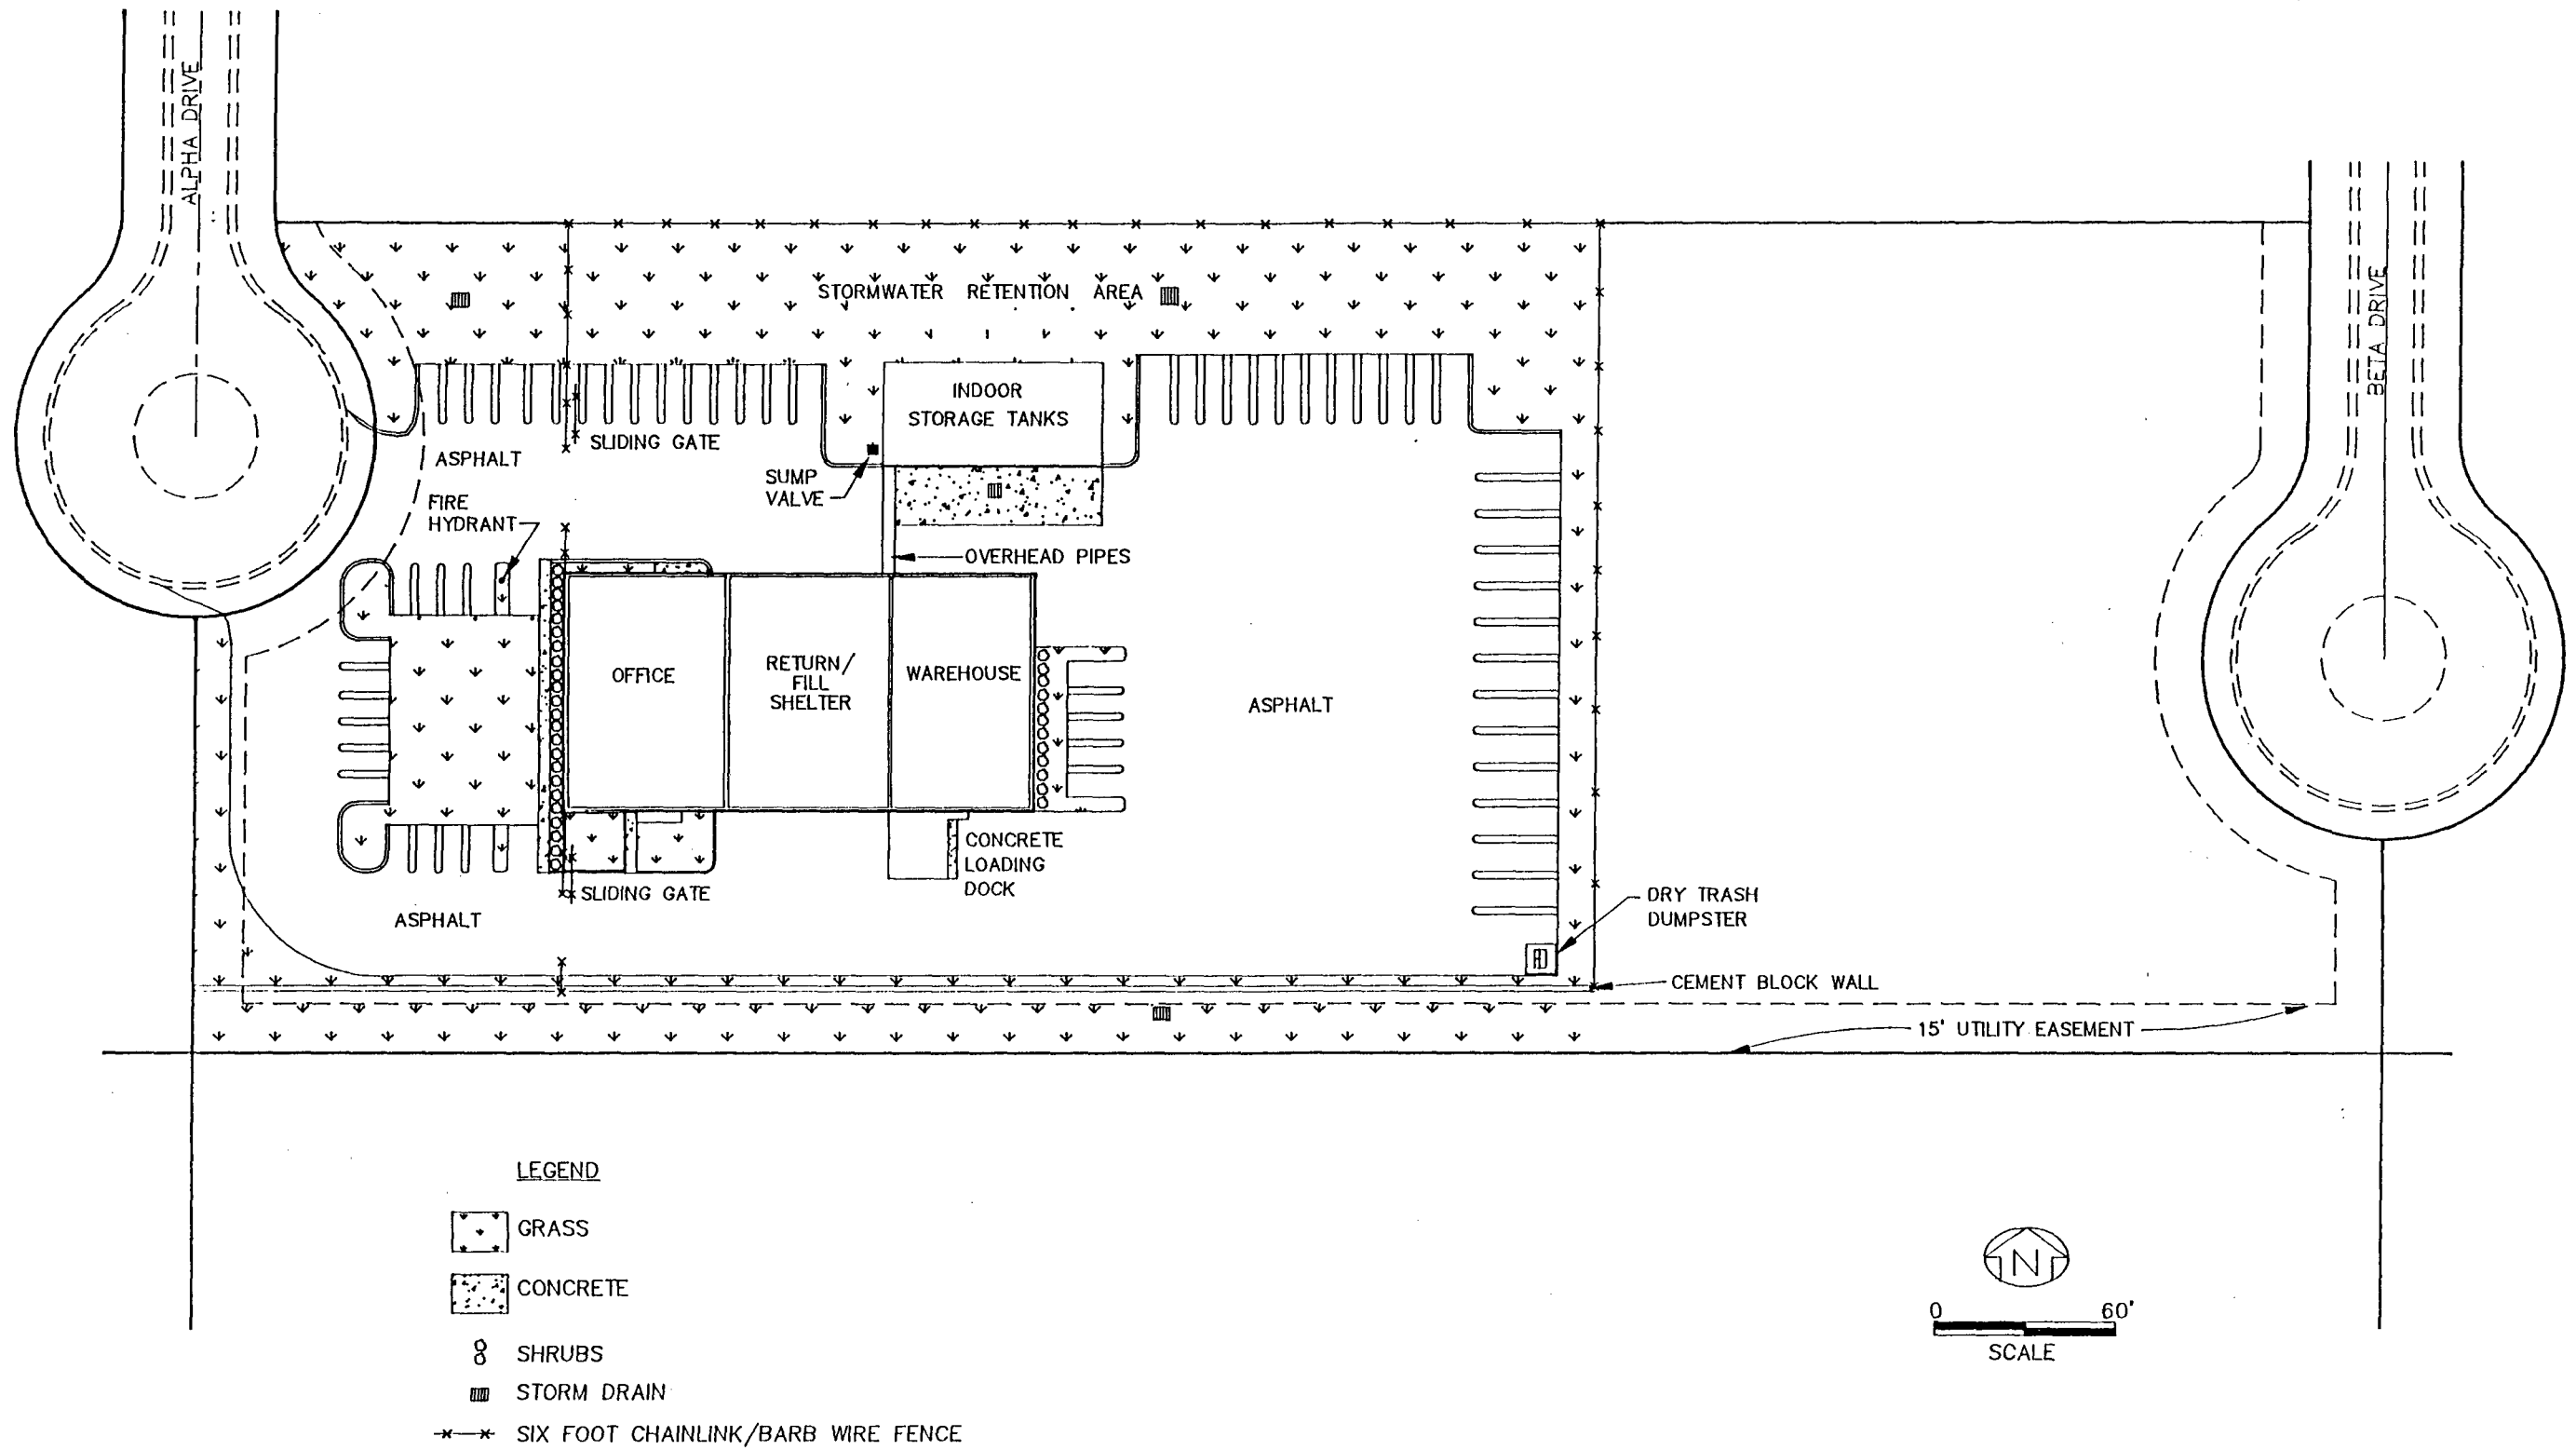 ALPHA DRIVE
BETA DRIVE
STORMWATER RETENTION AREA
INDOOR
STORAGE TANKS
SLIDING GATE
ASPHALT
SUMP
VALVE
FIRE
HYDRANT
OVERHEAD PIPES
OFFICE
RETURN/
FILL
SHELTER
WAREHOUSE
ASPHALT
CONCRETE
LOADING
DOCK
SLIDING GATE
ASPHALT
DRY TRASH
DUMPSTER
CEMENT BLOCK WALL
15' UTILITY EASEMENT
LEGEND
GRASS
CONCRETE
SHRUBS
STORM DRAIN
SIX FOOT CHAINLINK/BARB WIRE FENCE
N
0 60'
SCALE